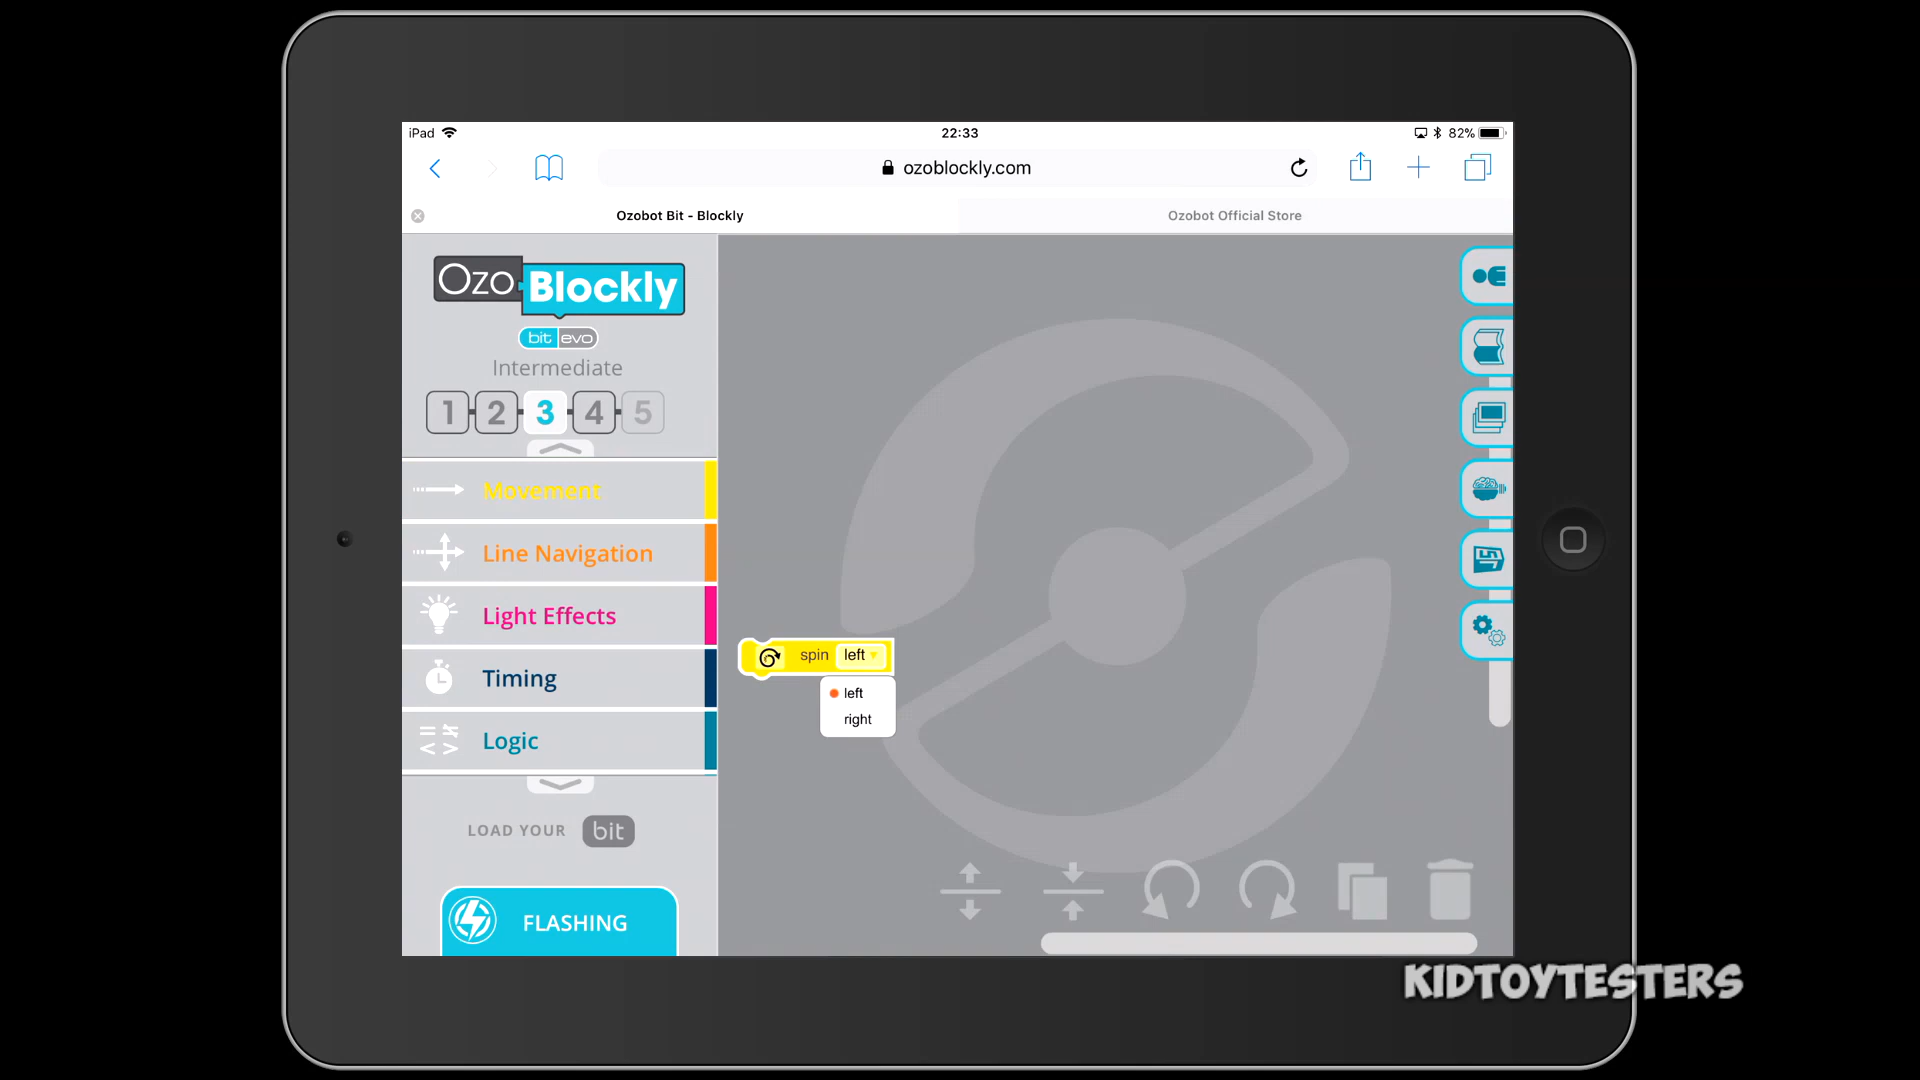 iPad
22:33
82%
ozoblockly.com
Ozobot Bit - Blockly
Ozobot Official Store
Ozo Blockly
bit evo
Intermediate
1 2 3 4 5
Movement
Line Navigation
Light Effects
Timing
Logic
spin left
left
right
LOAD YOUR bit
FLASHING
KIDTOYTESTERS